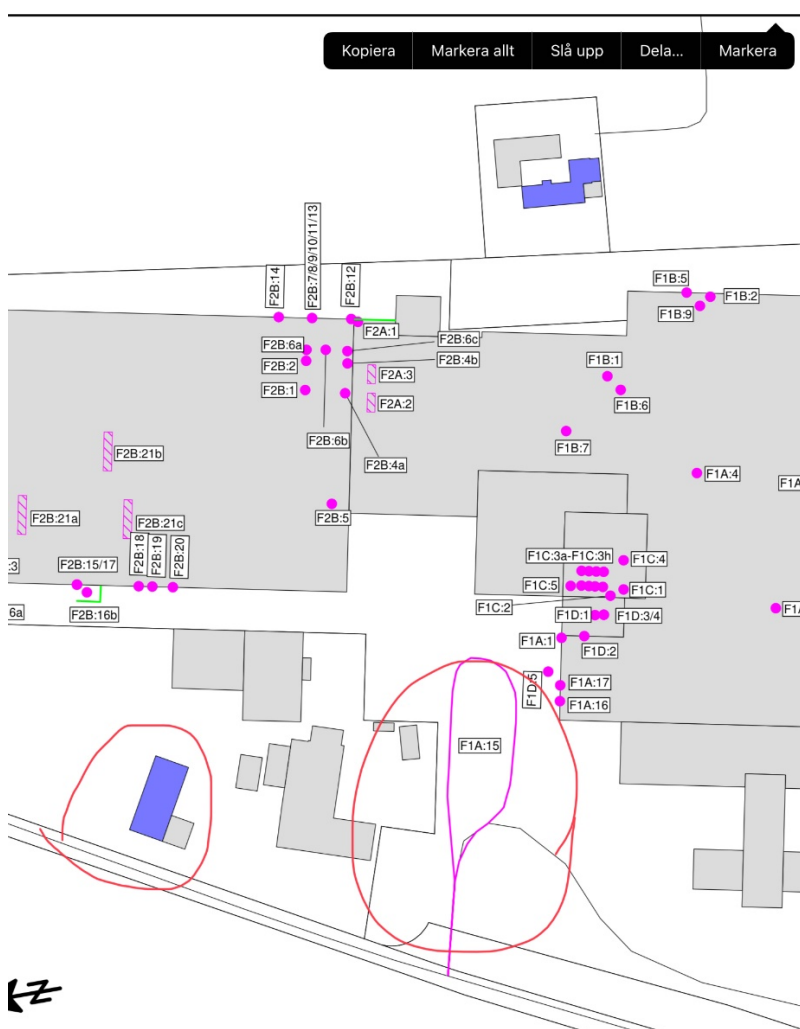 Kopiera
Markera allt
Slå upp
Dela...
Markera
F2B:14
F2B:7/8/9/10/11/13
F2B:12
F1B:5
F1B:2
F1B:9
F2A:1
F2B:6a
F2B:6c
F2B:2
F2B:4b
F1B:1
F2A:3
F2B:1
F2A:2
F1B:6
F2B:6b
F1B:7
F2B:21b
F2B:4a
F1A:4
F1A
F2B:21a
F2B:21c
F2B:5
F2B:18
F2B:19
F2B:20
F1C:3a-F1C:3h
F1C:4
:3
F2B:15/17
F1C:5
F1C:1
F1C:2
6a
F2B:16b
F1D:1
F1D:3/4
F1A
F1A:1
F1D:2
F1D:5
F1A:17
F1A:16
F1A:15
N